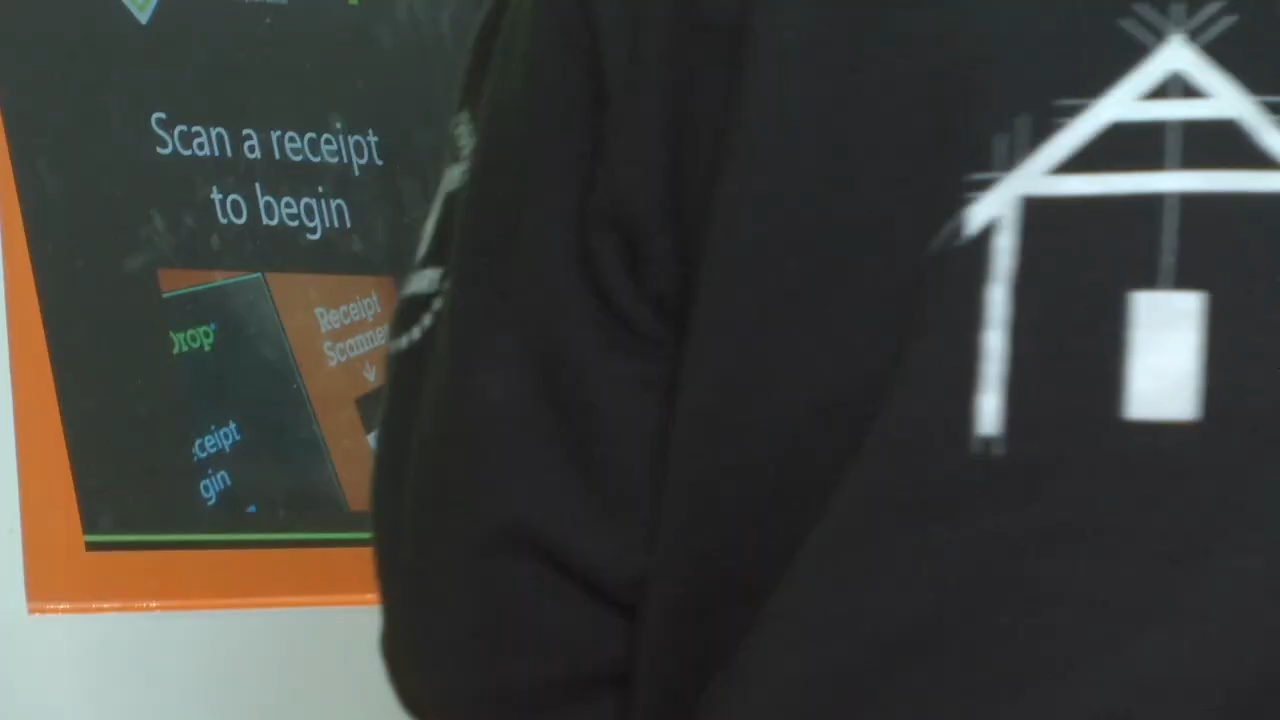 Scan a receipt
to begin
Receipt
Scanner
rop
ceipt
gin